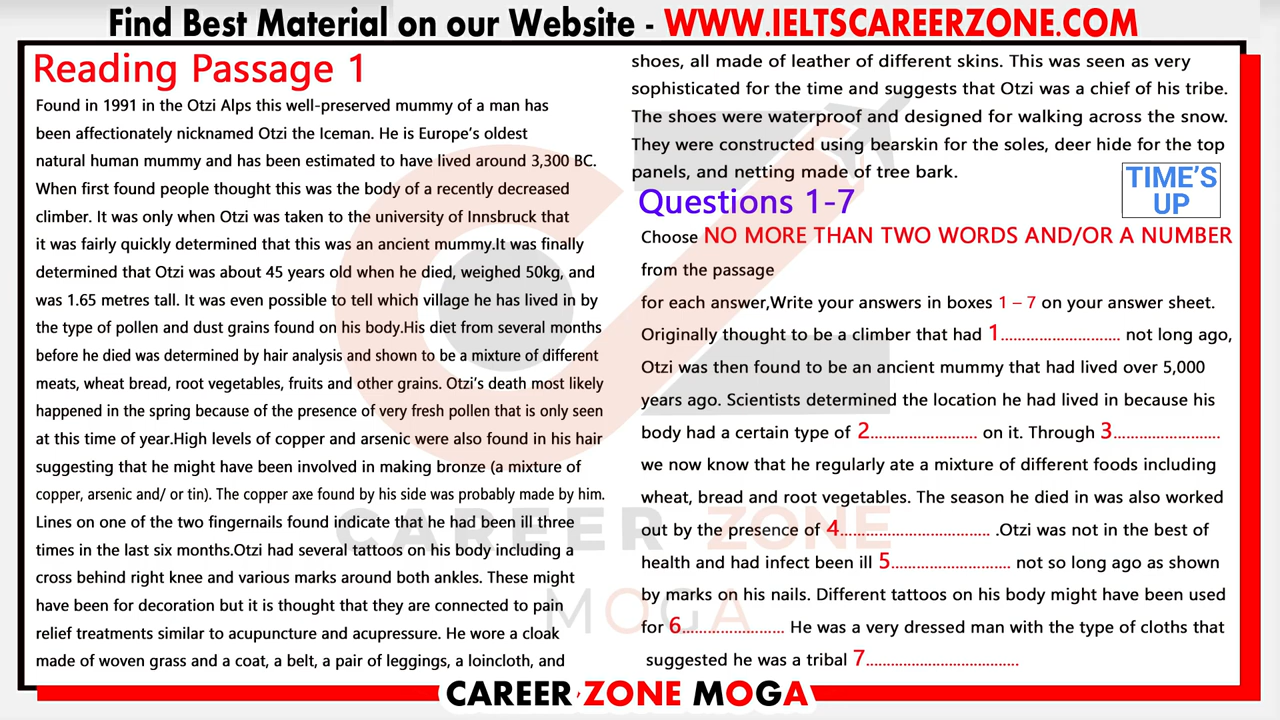 Find Best Material on our Website - WWW.IELTSCAREERZONE.COM
Reading Passage 1
Found in 1991 in the Otzi Alps this well-preserved mummy of a man has
been affectionately nicknamed Otzi the Iceman. He is Europe's oldest
natural human mummy and has been estimated to have lived around 3,300 BC.
When first found people thought this was the body of a recently decreased
climber. It was only when Otzi was taken to the university of Innsbruck that
it was fairly quickly determined that this was an ancient mummy.It was finally
determined that Otzi was about 45 years old when he died, weighed 50kg, and
was 1.65 metres tall. It was even possible to tell which village he has lived in by
the type of pollen and dust grains found on his body.His diet from several months
before he died was determined by hair analysis and shown to be a mixture of different
meats, wheat bread, root vegetables, fruits and other grains. Otzi's death most likely
happened in the spring because of the presence of very fresh pollen that is only seen
at this time of year.High levels of copper and arsenic were also found in his hair
suggesting that he might have been involved in making bronze (a mixture of
copper, arsenic and/ or tin). The copper axe found by his side was probably made by him.
Lines on one of the two fingernails found indicate that he had been ill three
times in the last six months.Otzi had several tattoos on his body including a
cross behind right knee and various marks around both ankles. These might
have been for decoration but it is thought that they are connected to pain
relief treatments similar to acupuncture and acupressure. He wore a cloak
made of woven grass and a coat, a belt, a pair of leggings, a loincloth, and
shoes, all made of leather of different skins. This was seen as very
sophisticated for the time and suggests that Otzi was a chief of his tribe.
The shoes were waterproof and designed for walking across the snow.
They were constructed using bearskin for the soles, deer hide for the top
panels, and netting made of tree bark.
TIME'S
UP
Questions 1-7
Choose NO MORE THAN TWO WORDS AND/OR A NUMBER
from the passage
for each answer,Write your answers in boxes 1 – 7 on your answer sheet.
Originally thought to be a climber that had 1............................ not long ago,
Otzi was then found to be an ancient mummy that had lived over 5,000
years ago. Scientists determined the location he had lived in because his
body had a certain type of 2......................... on it. Through 3.........................
we now know that he regularly ate a mixture of different foods including
wheat, bread and root vegetables. The season he died in was also worked
out by the presence of 4................................... .Otzi was not in the best of
health and had infect been ill 5............................ not so long ago as shown
by marks on his nails. Different tattoos on his body might have been used
for 6........................ He was a very dressed man with the type of cloths that
suggested he was a tribal 7....................................
CAREER ZONE
MOGA
CAREER ZONE MOGA